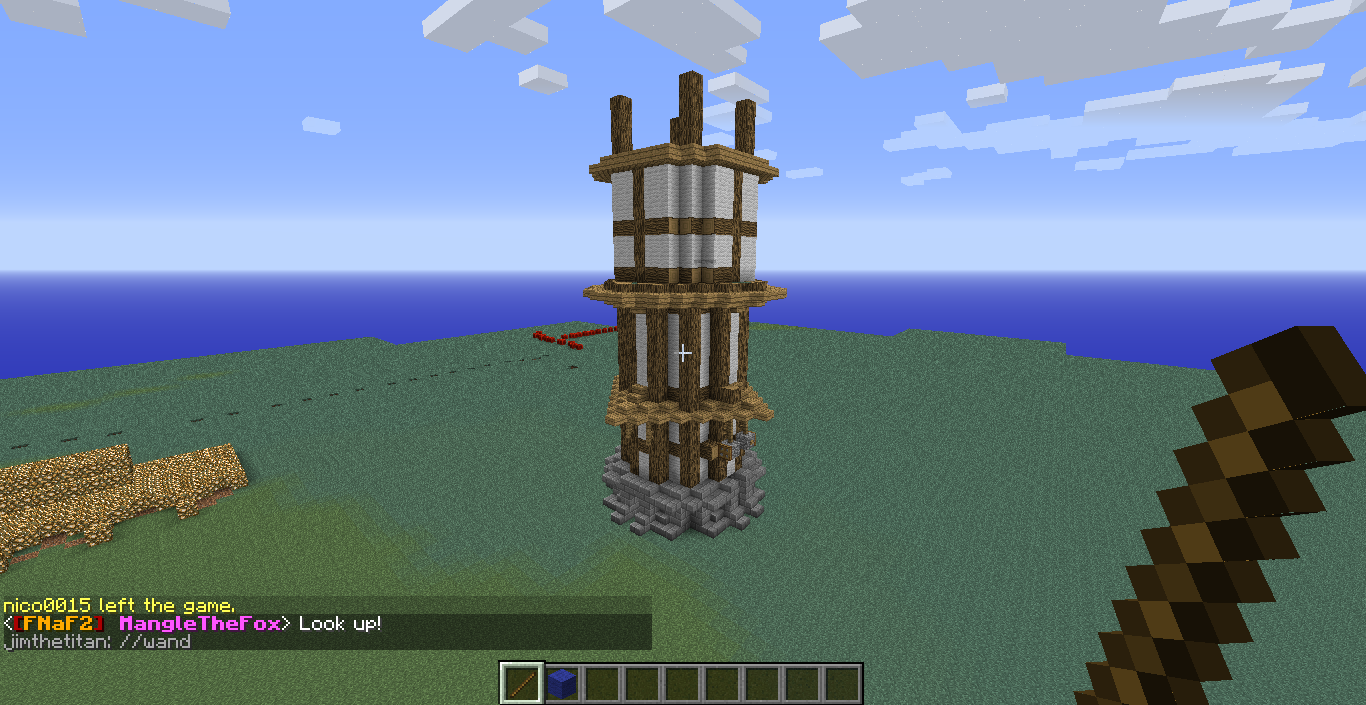 nico0015 left the game.
<[FNaF2] MangleTheFox> Look up!
jimthetitan: //wand